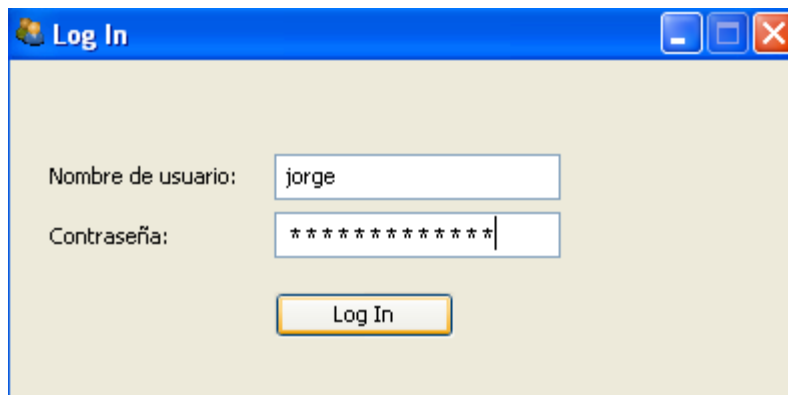 Log In
Nombre de usuario: jorge
Contraseña: *************
Log In